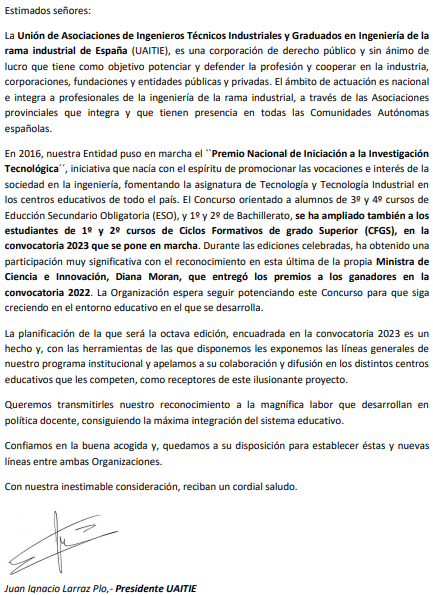 Estimados señores:
La Unión de Asociaciones de Ingenieros Técnicos Industriales y Graduados en Ingeniería de la
rama industrial de España (UAITIE), es una corporación de derecho público y sin ánimo de
lucro que tiene como objetivo potenciar y defender la profesión y cooperar en la industria,
corporaciones, fundaciones y entidades públicas y privadas. El ámbito de actuación es nacional
e integra a profesionales de la ingeniería de la rama industrial, a través de las Asociaciones
provinciales que integra y que tienen presencia en todas las Comunidades Autónomas
españolas.
En 2016, nuestra Entidad puso en marcha el ``Premio Nacional de Iniciación a la Investigación
Tecnológica´´, iniciativa que nacía con el espíritu de promocionar las vocaciones e interés de la
sociedad en la ingeniería, fomentando la asignatura de Tecnología y Tecnología Industrial en
los centros educativos de todo el país. El Concurso orientado a alumnos de 3º y 4º cursos de
Educción Secundario Obligatoria (ESO), y 1º y 2º de Bachillerato, se ha ampliado también a los
estudiantes de 1º y 2º cursos de Ciclos Formativos de grado Superior (CFGS), en la
convocatoria 2023 que se pone en marcha. Durante las ediciones celebradas, ha obtenido una
participación muy significativa con el reconocimiento en esta última de la propia Ministra de
Ciencia e Innovación, Diana Moran, que entregó los premios a los ganadores en la
convocatoria 2022. La Organización espera seguir potenciando este Concurso para que siga
creciendo en el entorno educativo en el que se desarrolla.
La planificación de la que será la octava edición, encuadrada en la convocatoria 2023 es un
hecho y, con las herramientas de las que disponemos les exponemos las líneas generales de
nuestro programa institucional y apelamos a su colaboración y difusión en los distintos centros
educativos que les competen, como receptores de este ilusionante proyecto.
Queremos transmitirles nuestro reconocimiento a la magnífica labor que desarrollan en
política docente, consiguiendo la máxima integración del sistema educativo.
Confiamos en la buena acogida y, quedamos a su disposición para establecer éstas y nuevas
líneas entre ambas Organizaciones.
Con nuestra inestimable consideración, reciban un cordial saludo.
Juan Ignacio Larraz Plo,- Presidente UAITIE